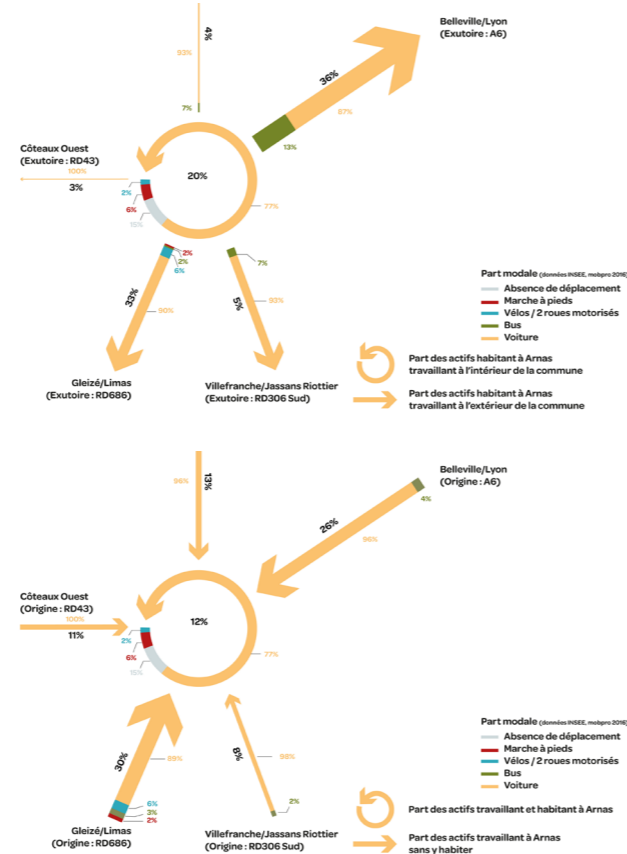 Belleville/Lyon
(Exutoire : A6)
4%
93%
7%
36%
87%
13%
Côteaux Ouest
(Exutoire : RD43)
100%
3%
20%
2%
6%
15%
77%
2%
2%
6%
7%
33%
90%
5%
93%
Gleizé/Limas
(Exutoire : RD686)
Villefranche/Jassans Riottier
(Exutoire : RD306 Sud)
Part modale (données INSEE, mobpro 2016)
Absence de déplacement
Marche à pieds
Vélos / 2 roues motorisés
Bus
Voiture
Part des actifs habitant à Arnas
travaillant à l'intérieur de la commune
Part des actifs habitant à Arnas
travaillant à l'extérieur de la commune
Belleville/Lyon
(Origine : A6)
96%
13%
4%
26%
96%
Côteaux Ouest
(Origine : RD43)
100%
11%
12%
2%
6%
15%
77%
30%
8%
98%
6%
3%
2%
2%
Gleizé/Limas
(Origine : RD686)
Villefranche/Jassans Riottier
(Origine : RD306 Sud)
Part modale (données INSEE, mobpro 2016)
Absence de déplacement
Marche à pieds
Vélos / 2 roues motorisés
Bus
Voiture
Part des actifs travaillant et habitant à Arnas
Part des actifs travaillant à Arnas
sans y habiter